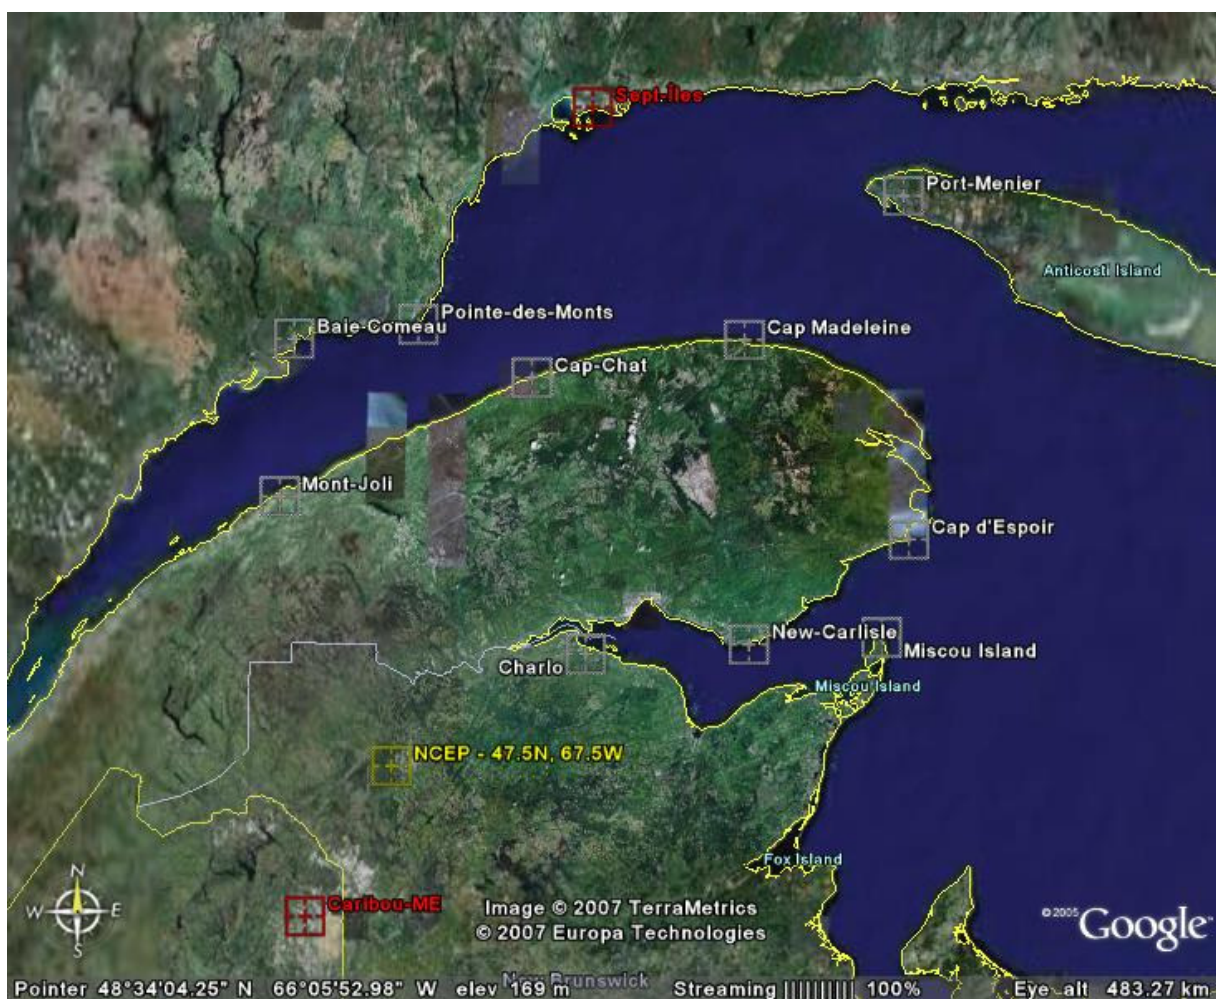 Sept-Îles
Port-Menier
Anticosti Island
Pointe-des-Monts
Baie-Comeau
Cap Madeleine
Cap-Chat
Mont-Joli
Cap d'Espoir
New-Carlisle
Miscou Island
Charlo
Miscou Island
NCEP - 47.5N, 67.5W
Fox Island
Caribou-ME
N
W E
S
Image © 2007 TerraMetrics
© 2007 Europa Technologies
© 2005 Google™
New Brunswick
Pointer 48°34'04.25" N 66°05'52.98" W elev 169 m Streaming |||||||||| 100% Eye alt 483.27 km